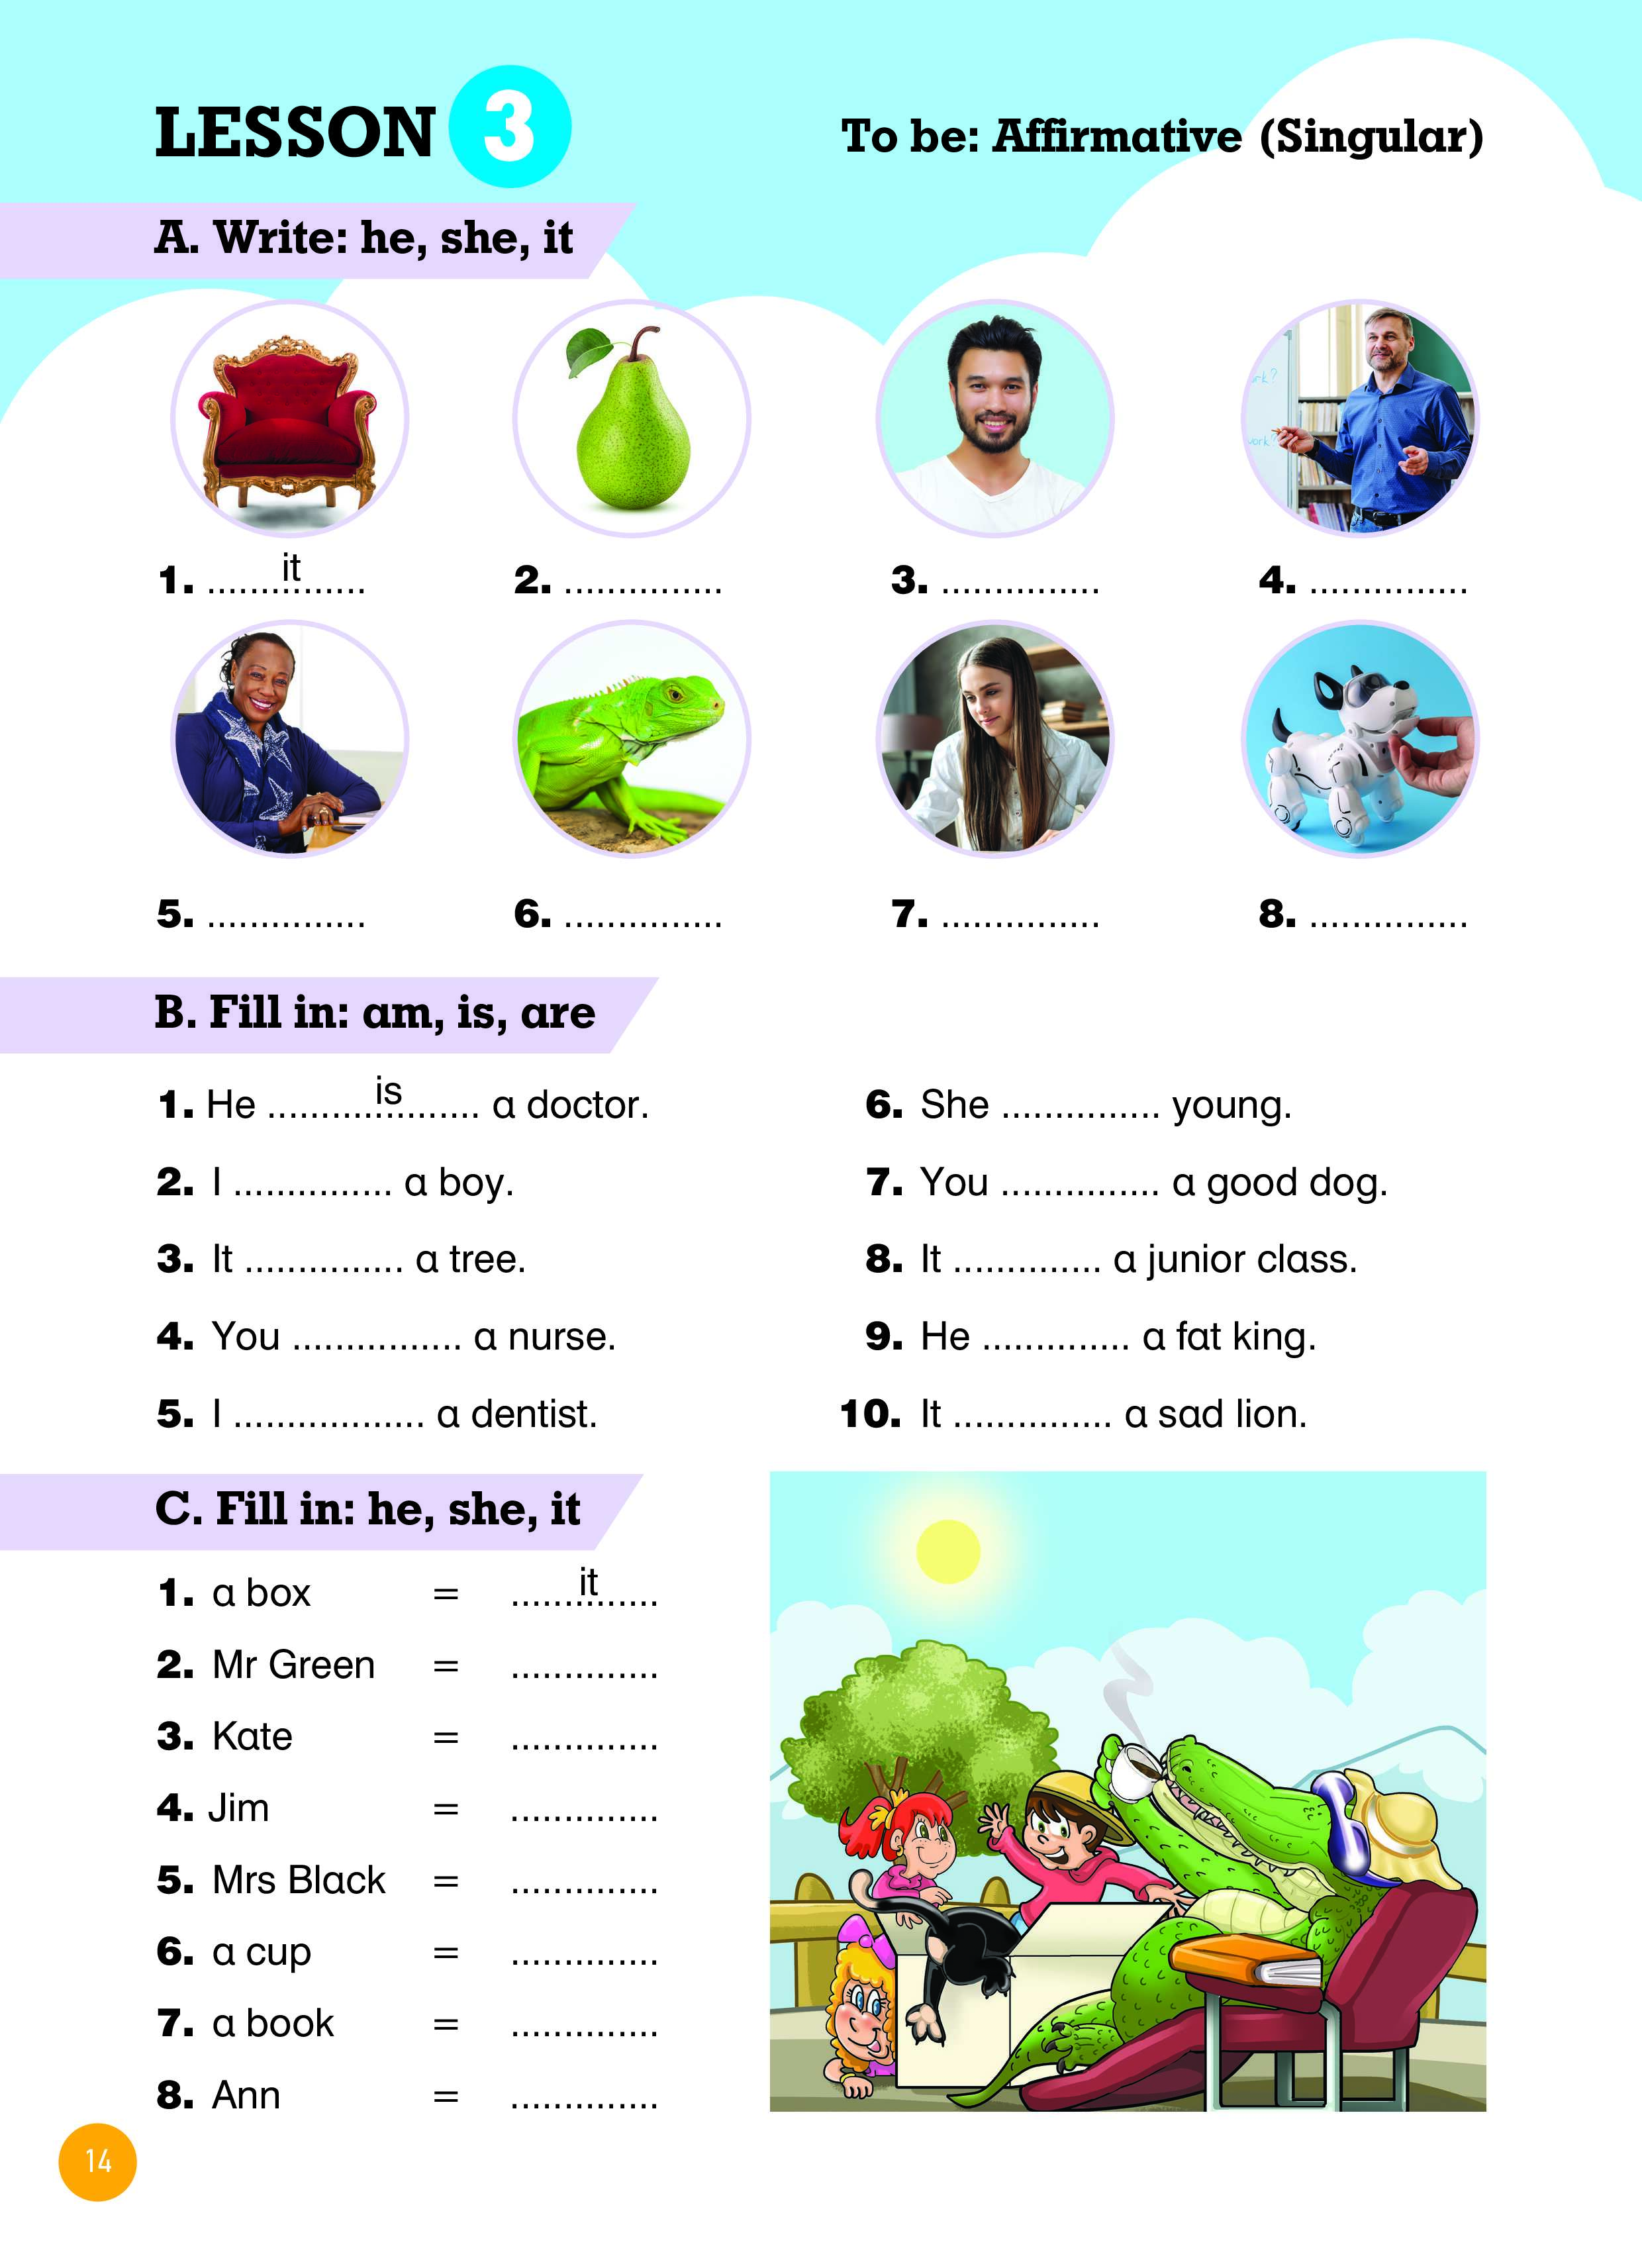 LESSON 3
To be: Affirmative (Singular)
A. Write: he, she, it
ork?
work?
1. ...............it
2. ...............
3. ...............
4. ...............
5. ...............
6. ...............
7. ...............
8. ...............
B. Fill in: am, is, are
1. He ....................is a doctor.
2. I ............... a boy.
3. It ............... a tree.
4. You ................ a nurse.
5. I .................. a dentist.
6. She ............... young.
7. You ............... a good dog.
8. It .............. a junior class.
9. He .............. a fat king.
10. It ............... a sad lion.
C. Fill in: he, she, it
1. a box = ..............it
2. Mr Green = ..............
3. Kate = ..............
4. Jim = ..............
5. Mrs Black = ..............
6. a cup = ..............
7. a book = ..............
8. Ann = ..............
14